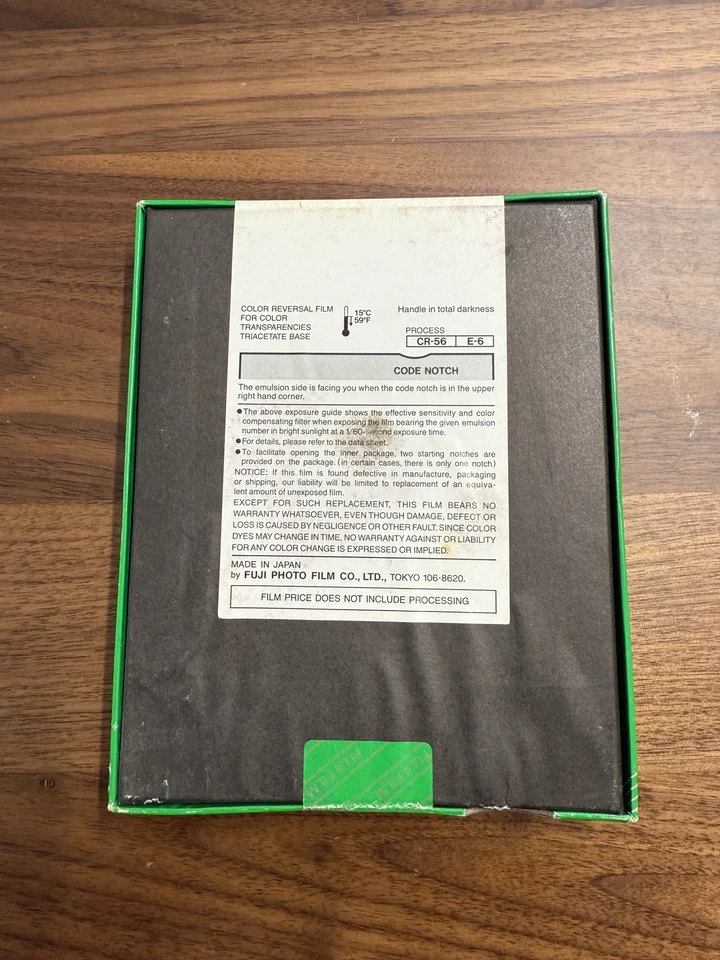 COLOR REVERSAL FILM
FOR COLOR
TRANSPARENCIES
TRIACETATE BASE
15°C
59°F
Handle in total darkness
PROCESS
CR-56 E-6
CODE NOTCH
The emulsion side is facing you when the code notch is in the upper
right hand corner.
●The above exposure guide shows the effective sensitivity and color
compensating filter when exposing the film bearing the given emulsion
number in bright sunlight at a 1/60-second exposure time.
●For details, please refer to the data sheet.
●To facilitate opening the inner package, two starting notches are
provided on the package. (in certain cases, there is only one notch)
NOTICE; If this film is found defective in manufacture, packaging
or shipping, our liability will be limited to replacement of an equiva-
lent amount of unexposed film.
EXCEPT FOR SUCH REPLACEMENT, THIS FILM BEARS NO
WARRANTY WHATSOEVER, EVEN THOUGH DAMAGE, DEFECT OR
LOSS IS CAUSED BY NEGLIGENCE OR OTHER FAULT. SINCE COLOR
DYES MAY CHANGE IN TIME, NO WARRANTY AGAINST OR LIABILITY
FOR ANY COLOR CHANGE IS EXPRESSED OR IMPLIED.
MADE IN JAPAN
by FUJI PHOTO FILM CO., LTD., TOKYO 106-8620.
FILM PRICE DOES NOT INCLUDE PROCESSING
FUJIFILM
FUJIFILM